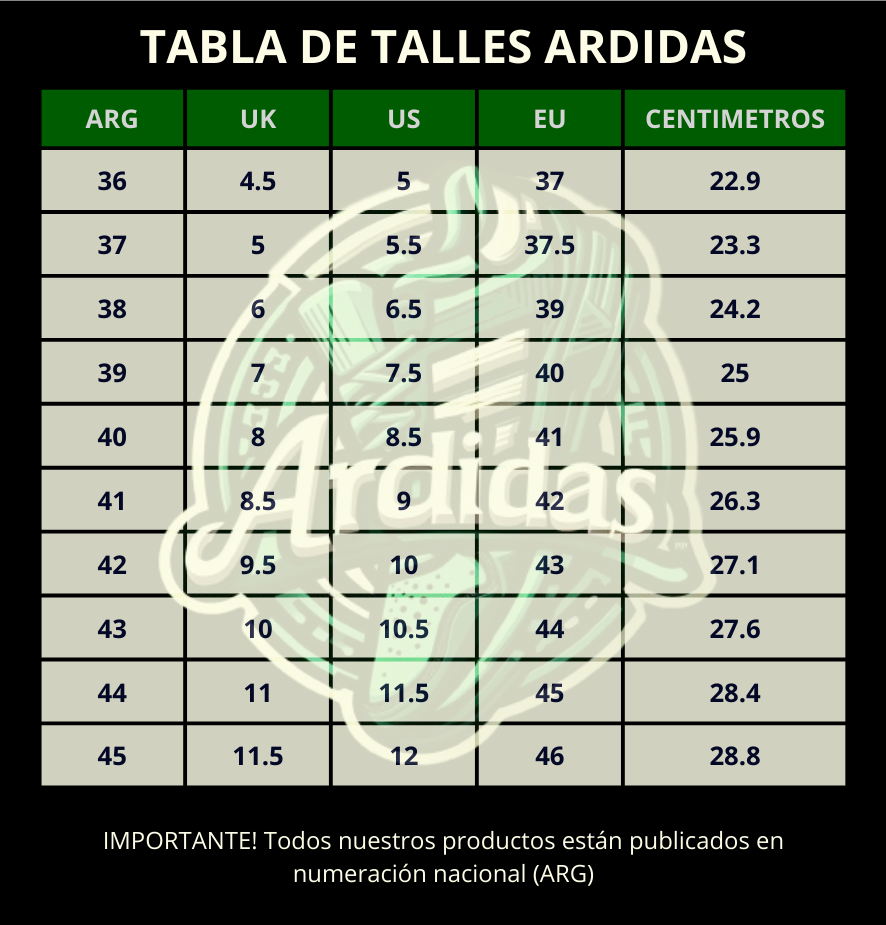 TABLA DE TALLES ARDIDAS
ARG UK US EU CENTIMETROS
36 4.5 5 37 22.9
37 5 5.5 37.5 23.3
38 6 6.5 39 24.2
39 7 7.5 40 25
40 8 8.5 41 25.9
41 8.5 9 42 26.3
42 9.5 10 43 27.1
43 10 10.5 44 27.6
44 11 11.5 45 28.4
45 11.5 12 46 28.8
Ardidas
IMPORTANTE! Todos nuestros productos están publicados en
numeración nacional (ARG)